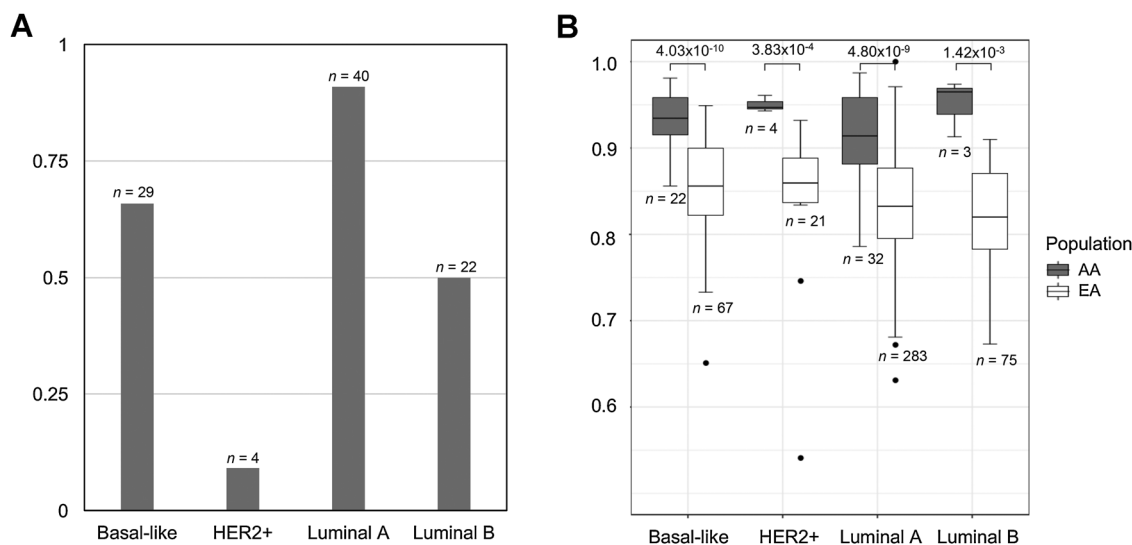 A
1
0.75
0.5
0.25
0
n = 29
n = 4
n = 40
n = 22
Basal-like
HER2+
Luminal A
Luminal B
B
1.0
0.9
0.8
0.7
0.6
0.5
4.03x10-10
3.83x10-4
4.80x10-9
1.42x10-3
n = 22
n = 67
n = 4
n = 21
n = 32
n = 283
n = 3
n = 75
Basal-like
HER2+
Luminal A
Luminal B
Population
AA
EA